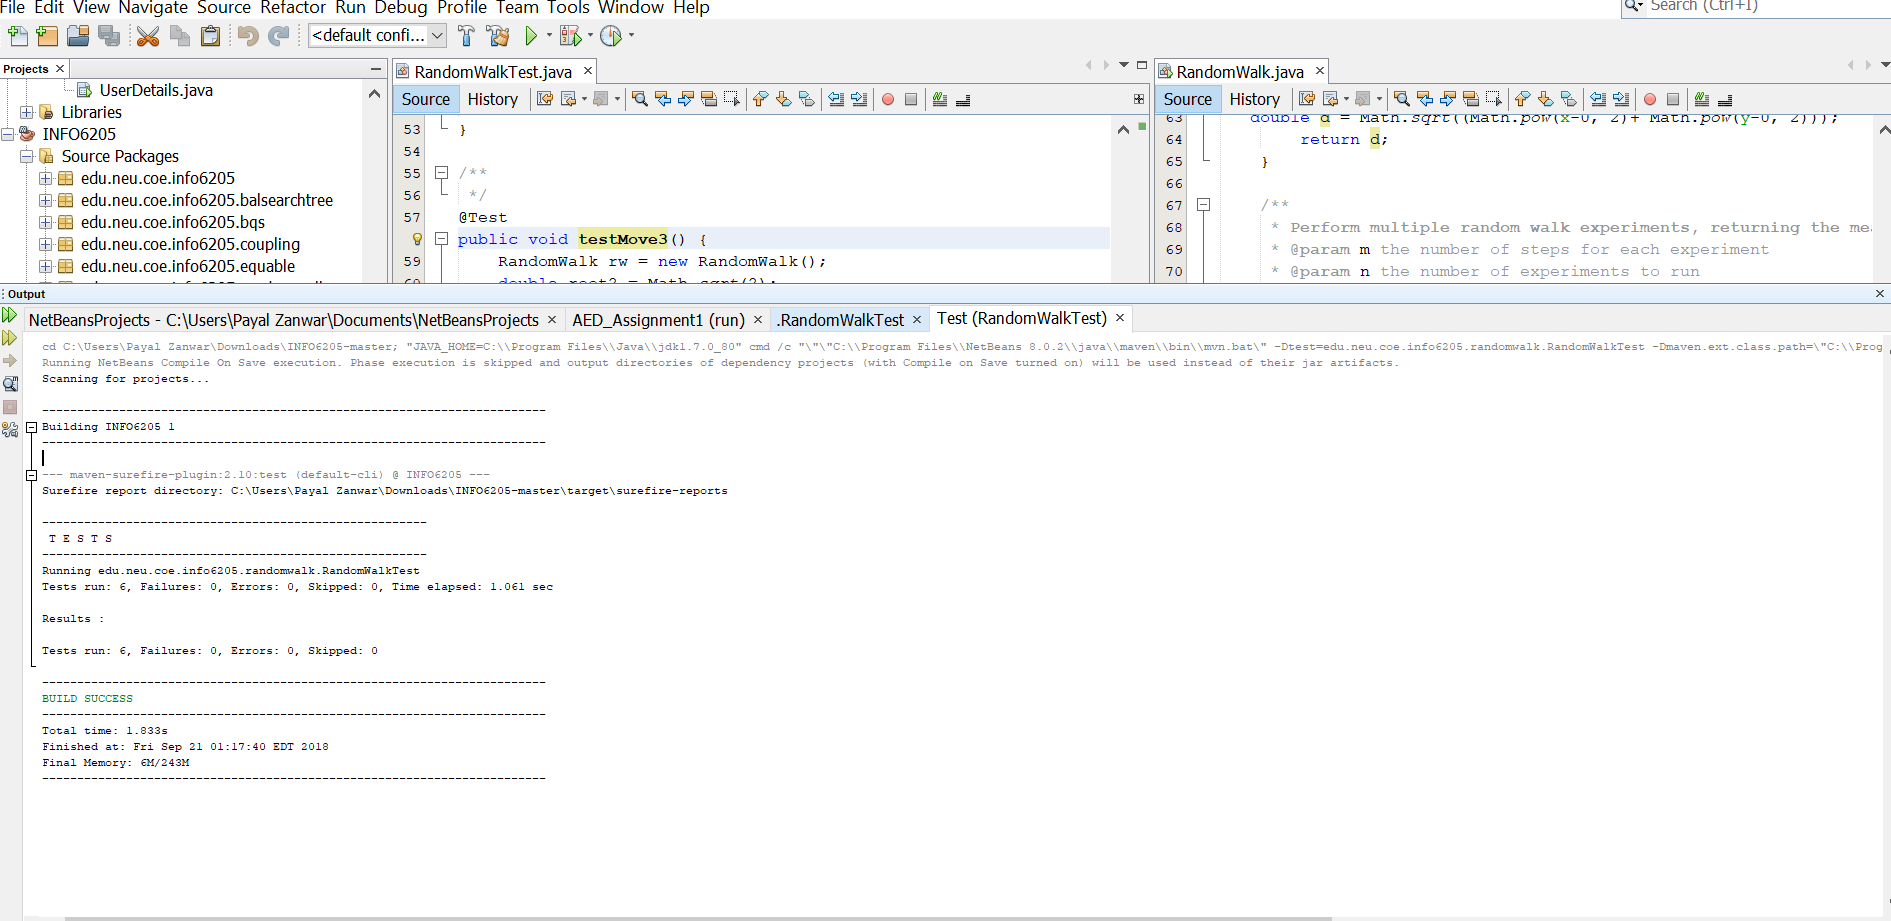 File Edit View Navigate Source Refactor Run Debug Profile Team Tools Window Help
Search (Ctrl+I)
<default confi...
Projects
UserDetails.java
Libraries
INFO6205
Source Packages
edu.neu.coe.info6205
edu.neu.coe.info6205.balsearchtree
edu.neu.coe.info6205.bqs
edu.neu.coe.info6205.coupling
edu.neu.coe.info6205.equable
RandomWalkTest.java
Source History
53 }
54
55 /**
56 */
57 @Test
public void testMove3() {
59 RandomWalk rw = new RandomWalk();
60 double root2 = Math.sqrt(2);
RandomWalk.java
Source History
63 double d = Math.sqrt((Math.pow(x-0, 2)+ Math.pow(y-0, 2)));
64 return d;
65 }
66
67 /**
68 * Perform multiple random walk experiments, returning the mea
69 * @param m the number of steps for each experiment
70 * @param n the number of experiments to run
Output
NetBeansProjects - C:\Users\Payal Zanwar\Documents\NetBeansProjects
AED_Assignment1 (run)
.RandomWalkTest
Test (RandomWalkTest)
cd C:\Users\Payal Zanwar\Downloads\INFO6205-master; "JAVA_HOME=C:\\Program Files\\Java\\jdk1.7.0_80" cmd /c "\"\"C:\\Program Files\\NetBeans 8.0.2\\java\\maven\\bin\\mvn.bat\" -Dtest=edu.neu.coe.info6205.randomwalk.RandomWalkTest -Dmaven.ext.class.path=\"C:\\Prog
Running NetBeans Compile On Save execution. Phase execution is skipped and output directories of dependency projects (with Compile on Save turned on) will be used instead of their jar artifacts.
Scanning for projects...
------------------------------------------------------------------------
Building INFO6205 1
------------------------------------------------------------------------
--- maven-surefire-plugin:2.10:test (default-cli) @ INFO6205 ---
Surefire report directory: C:\Users\Payal Zanwar\Downloads\INFO6205-master\target\surefire-reports
-------------------------------------------------------
T E S T S
-------------------------------------------------------
Running edu.neu.coe.info6205.randomwalk.RandomWalkTest
Tests run: 6, Failures: 0, Errors: 0, Skipped: 0, Time elapsed: 1.061 sec
Results :
Tests run: 6, Failures: 0, Errors: 0, Skipped: 0
------------------------------------------------------------------------
BUILD SUCCESS
------------------------------------------------------------------------
Total time: 1.833s
Finished at: Fri Sep 21 01:17:40 EDT 2018
Final Memory: 6M/243M
------------------------------------------------------------------------